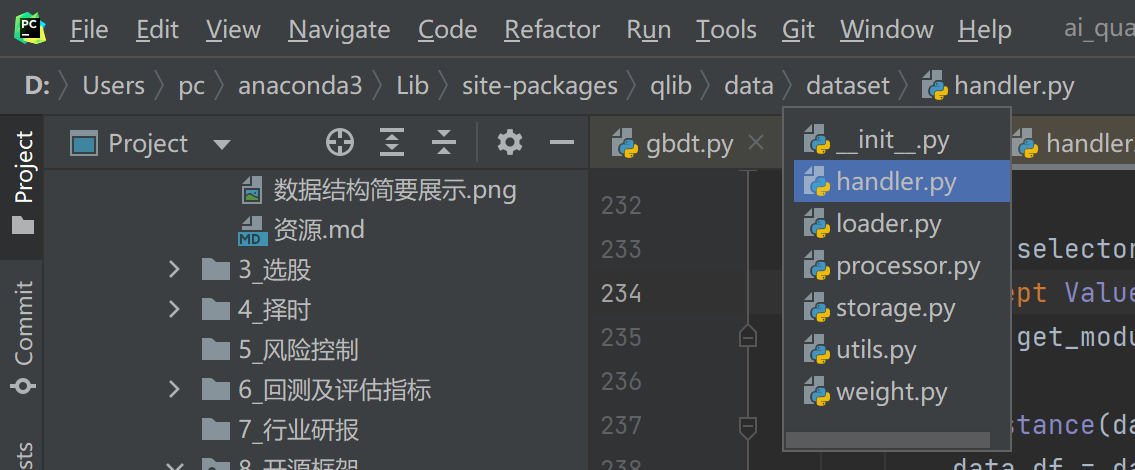 PC
File Edit View Navigate Code Refactor Run Tools Git Window Help ai_qua
D: Users pc anaconda3 Lib site-packages qlib data dataset handler.py
Project
Project
gbdt.py
handler.
数据结构简要展示.png
MD 资源.md
3_选股
4_择时
5_风险控制
6_回测及评估指标
7_行业研报
8_开源框架
Commit
232
233
234
235
236
237
238
__init__.py
handler.py
loader.py
processor.py
storage.py
utils.py
weight.py
selector
ept Value
get_modu
stance(da
data_df = da